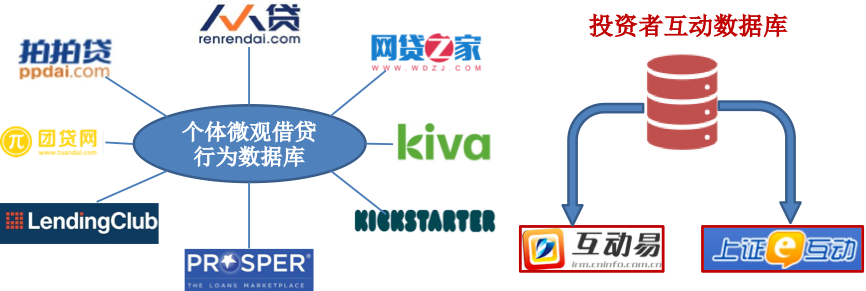 人人贷
renrendai.com
投资者互动数据库
拍拍贷
ppdai.com
网贷之家
WWW.WDZJ.COM
团贷网
www.tuandai.com
个体微观借贷
行为数据库
kiva
LendingClub
KICKSTARTER
PROSPER®
THE LOANS MARKETPLACE
互动易
irm.cninfo.com.cn
上证e互动